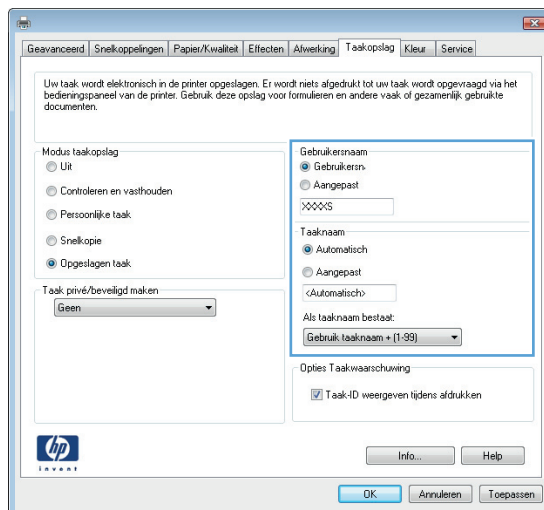 Geavanceerd Snelkoppelingen Papier/Kwaliteit Effecten Afwerking Taakopslag Kleur Service
Uw taak wordt elektronisch in de printer opgeslagen. Er wordt niets afgedrukt tot uw taak wordt opgevraagd via het
bedieningspaneel van de printer. Gebruik deze opslag voor formulieren en andere vaak of gezamenlijk gebruikte
documenten.
Modus taakopslag
Uit
Controleren en vasthouden
Persoonlijke taak
Snelkopie
Opgeslagen taak
Taak privé/beveiligd maken
Geen
Gebruikersnaam
Gebruikersn
Aangepast
XXXXS
Taaknaam
Automatisch
Aangepast
<Automatisch>
Als taaknaam bestaat:
Gebruik taaknaam + (1-99)
Opties Taakwaarschuwing
Taak-ID weergeven tijdens afdrukken
hp
invent
Info... Help
OK Annuleren Toepassen